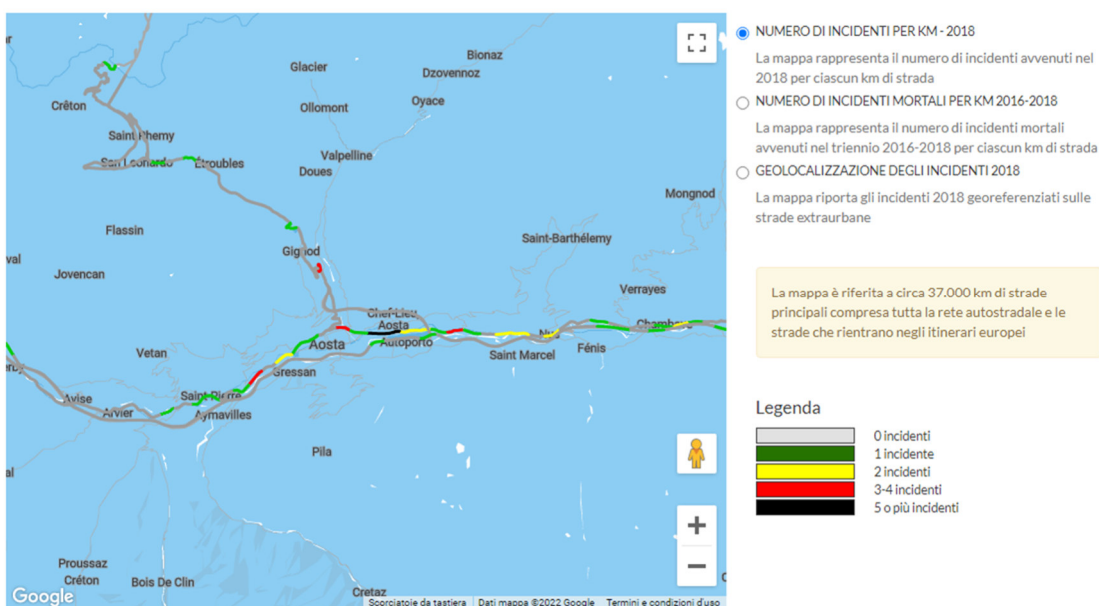 Bionaz
Glacier
Dzovennoz
Crêton
Ollomont
Oyace
Saint Rhemy
Valpelline
San Leonardo
Étroubles
Doues
Mongnod
Flassin
Saint-Barthélemy
Gignod
val
Jovencan
Verrayes
Chef-Lieu
Aosta
Chambave
Nus
Aosta
Autoporto
Vetan
Saint Marcel
Fénis
Gressan
Avise
Saint Pierre
Arvier
Aymavilles
Pila
al
Proussaz
Créton
Bois De Clin
Cretaz
Google
Scorciatoie da tastiera
Dati mappa ©2022 Google
Termini e condizioni d'uso
NUMERO DI INCIDENTI PER KM - 2018
La mappa rappresenta il numero di incidenti avvenuti nel
2018 per ciascun km di strada
NUMERO DI INCIDENTI MORTALI PER KM 2016-2018
La mappa rappresenta il numero di incidenti mortali
avvenuti nel triennio 2016-2018 per ciascun km di strada
GEOLOCALIZZAZIONE DEGLI INCIDENTI 2018
La mappa riporta gli incidenti 2018 georeferenziati sulle
strade extraurbane
La mappa è riferita a circa 37.000 km di strade
principali compresa tutta la rete autostradale e le
strade che rientrano negli itinerari europei
Legenda
0 incidenti
1 incidente
2 incidenti
3-4 incidenti
5 o più incidenti